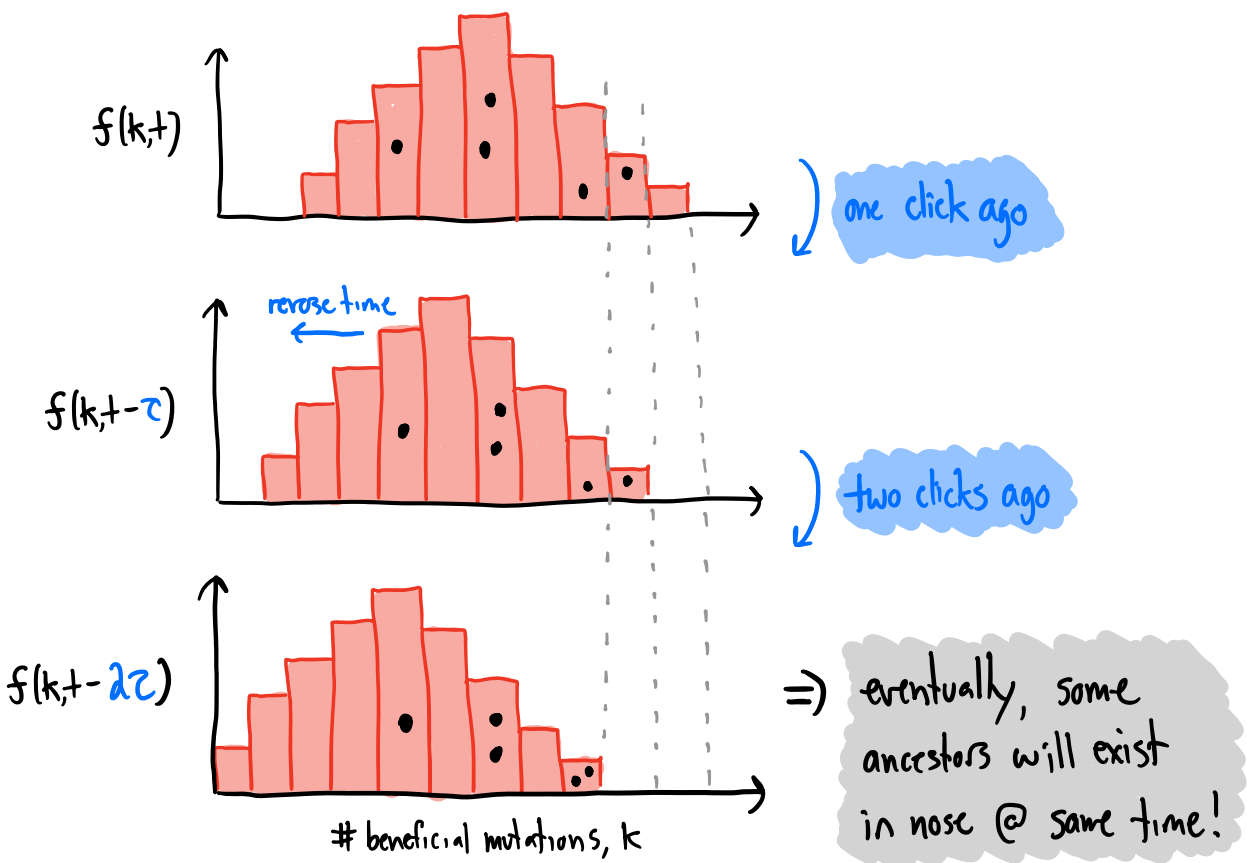 f(k,t)
one click ago
reverse time
f(k,t-τ)
two clicks ago
f(k,t-2τ)
⇒ eventually, some
ancestors will exist
in nose @ same time!
# beneficial mutations, k